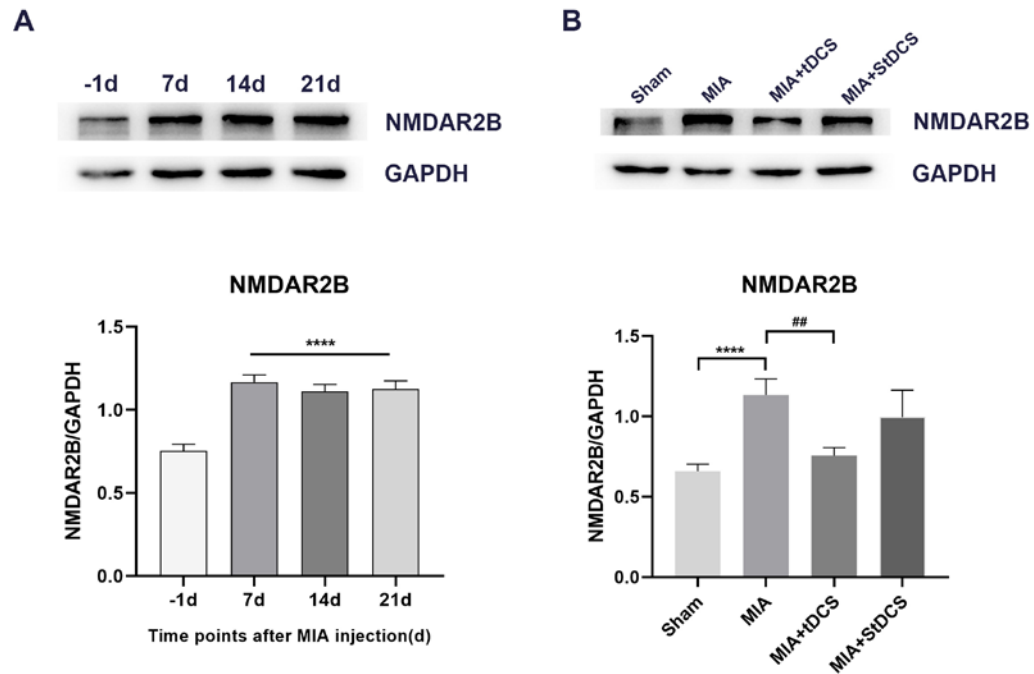 A
-1d 7d 14d 21d
NMDAR2B
GAPDH
NMDAR2B
NMDAR2B/GAPDH
1.5
1.0
0.5
0.0
****
-1d 7d 14d 21d
Time points after MIA injection(d)
B
Sham MIA MIA+tDCS MIA+StDCS
NMDAR2B
GAPDH
NMDAR2B
NMDAR2B/GAPDH
1.5
1.0
0.5
0.0
****
##
Sham MIA MIA+tDCS MIA+StDCS